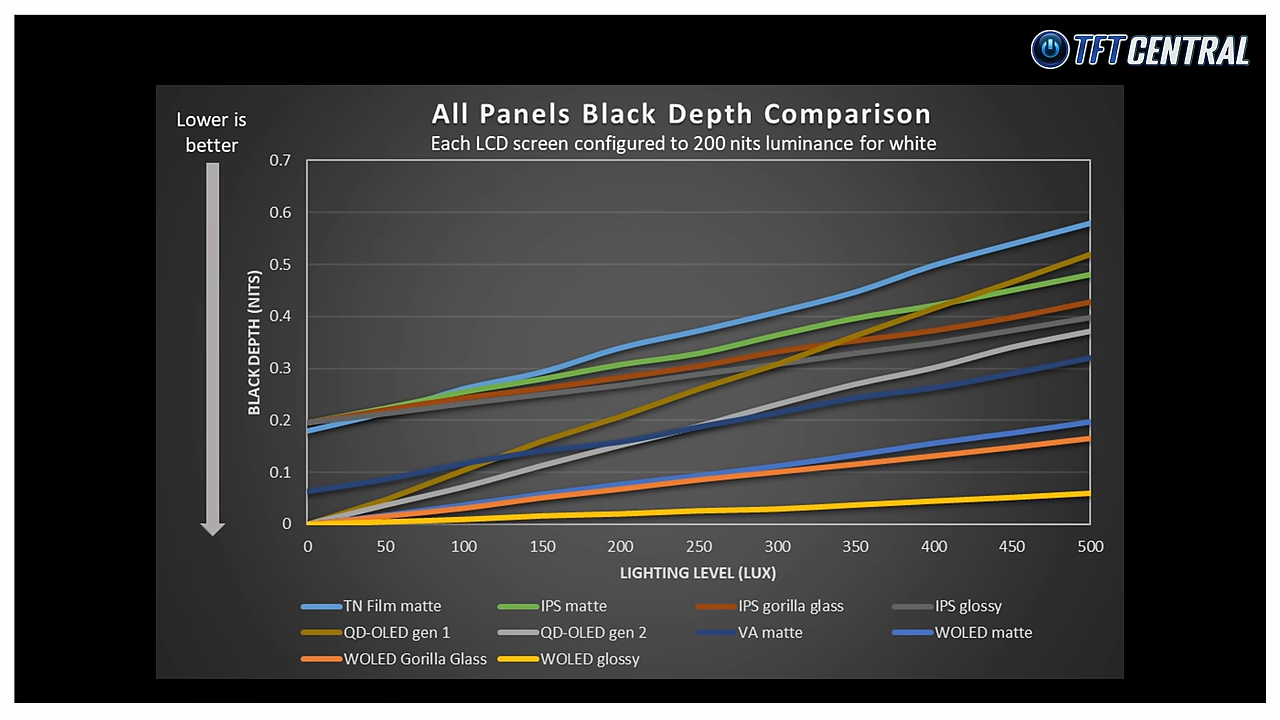 TFT CENTRAL
Lower is
better
All Panels Black Depth Comparison
Each LCD screen configured to 200 nits luminance for white
0.7
0.6
0.5
0.4
0.3
0.2
0.1
0
BLACK DEPTH (NITS)
0 50 100 150 200 250 300 350 400 450 500
LIGHTING LEVEL (LUX)
TN Film matte IPS matte IPS gorilla glass IPS glossy
QD-OLED gen 1 QD-OLED gen 2 VA matte WOLED matte
WOLED Gorilla Glass WOLED glossy